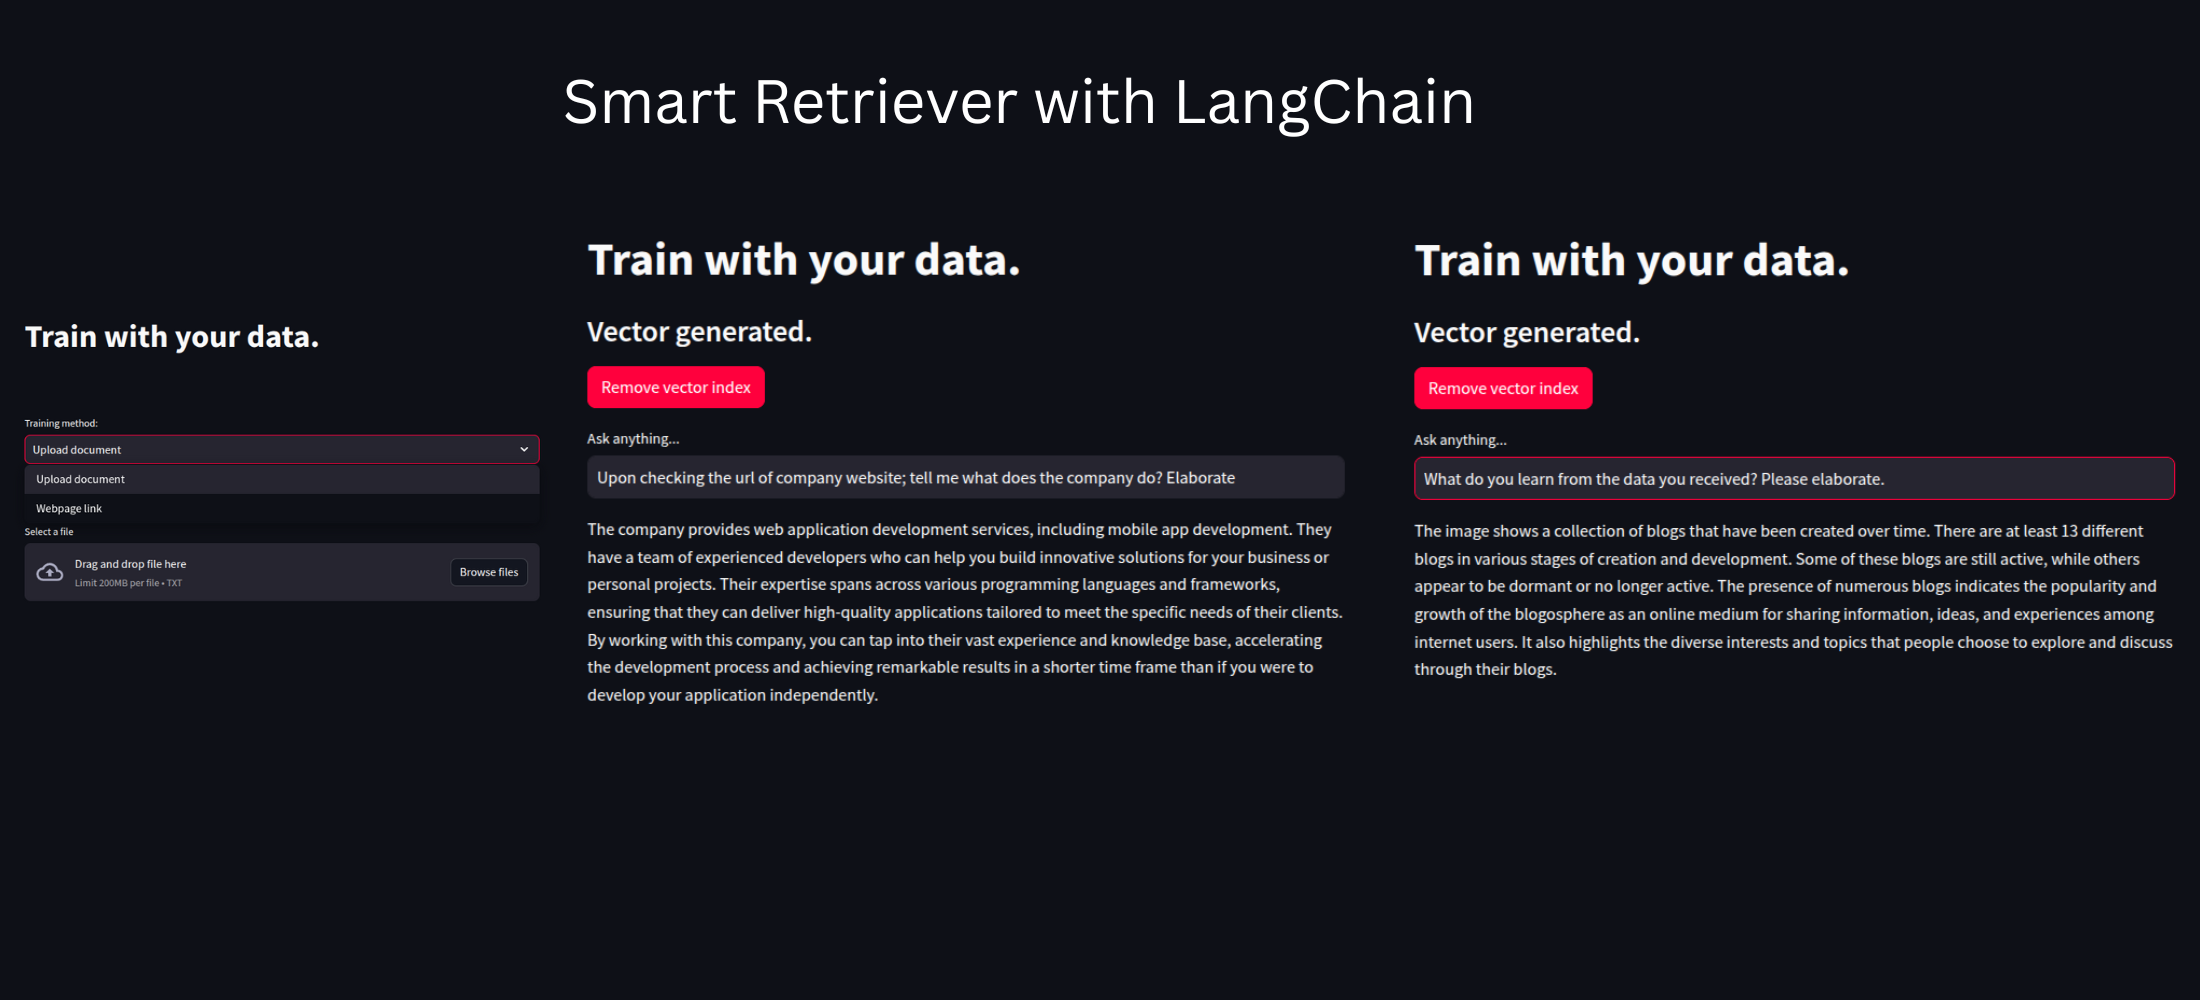 Smart Retriever with LangChain
Train with your data.
Training method:
Upload document
Upload document
Webpage link
Select a file
Drag and drop file here
Limit 200MB per file • TXT
Browse files
Train with your data.
Vector generated.
Remove vector index
Ask anything...
Upon checking the url of company website; tell me what does the company do? Elaborate
The company provides web application development services, including mobile app development. They
have a team of experienced developers who can help you build innovative solutions for your business or
personal projects. Their expertise spans across various programming languages and frameworks,
ensuring that they can deliver high-quality applications tailored to meet the specific needs of their clients.
By working with this company, you can tap into their vast experience and knowledge base, accelerating
the development process and achieving remarkable results in a shorter time frame than if you were to
develop your application independently.
Train with your data.
Vector generated.
Remove vector index
Ask anything...
What do you learn from the data you received? Please elaborate.
The image shows a collection of blogs that have been created over time. There are at least 13 different
blogs in various stages of creation and development. Some of these blogs are still active, while others
appear to be dormant or no longer active. The presence of numerous blogs indicates the popularity and
growth of the blogosphere as an online medium for sharing information, ideas, and experiences among
internet users. It also highlights the diverse interests and topics that people choose to explore and discuss
through their blogs.